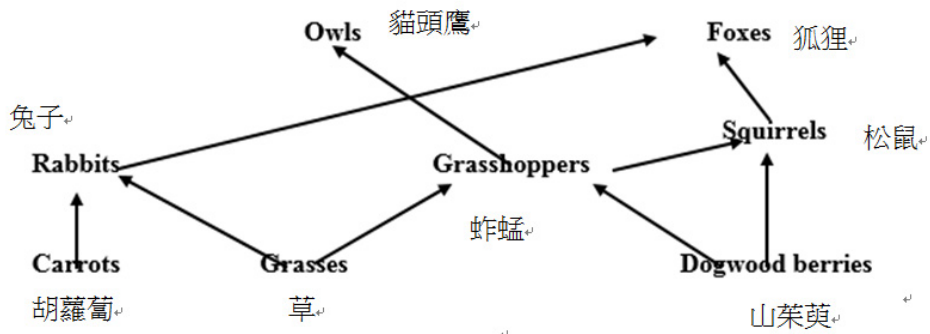 Owls 貓頭鷹
Foxes 狐狸
兔子
Squirrels 松鼠
Rabbits
Grasshoppers
蚱蜢
Carrots
Grasses
Dogwood berries
胡蘿蔔
草
山茱萸